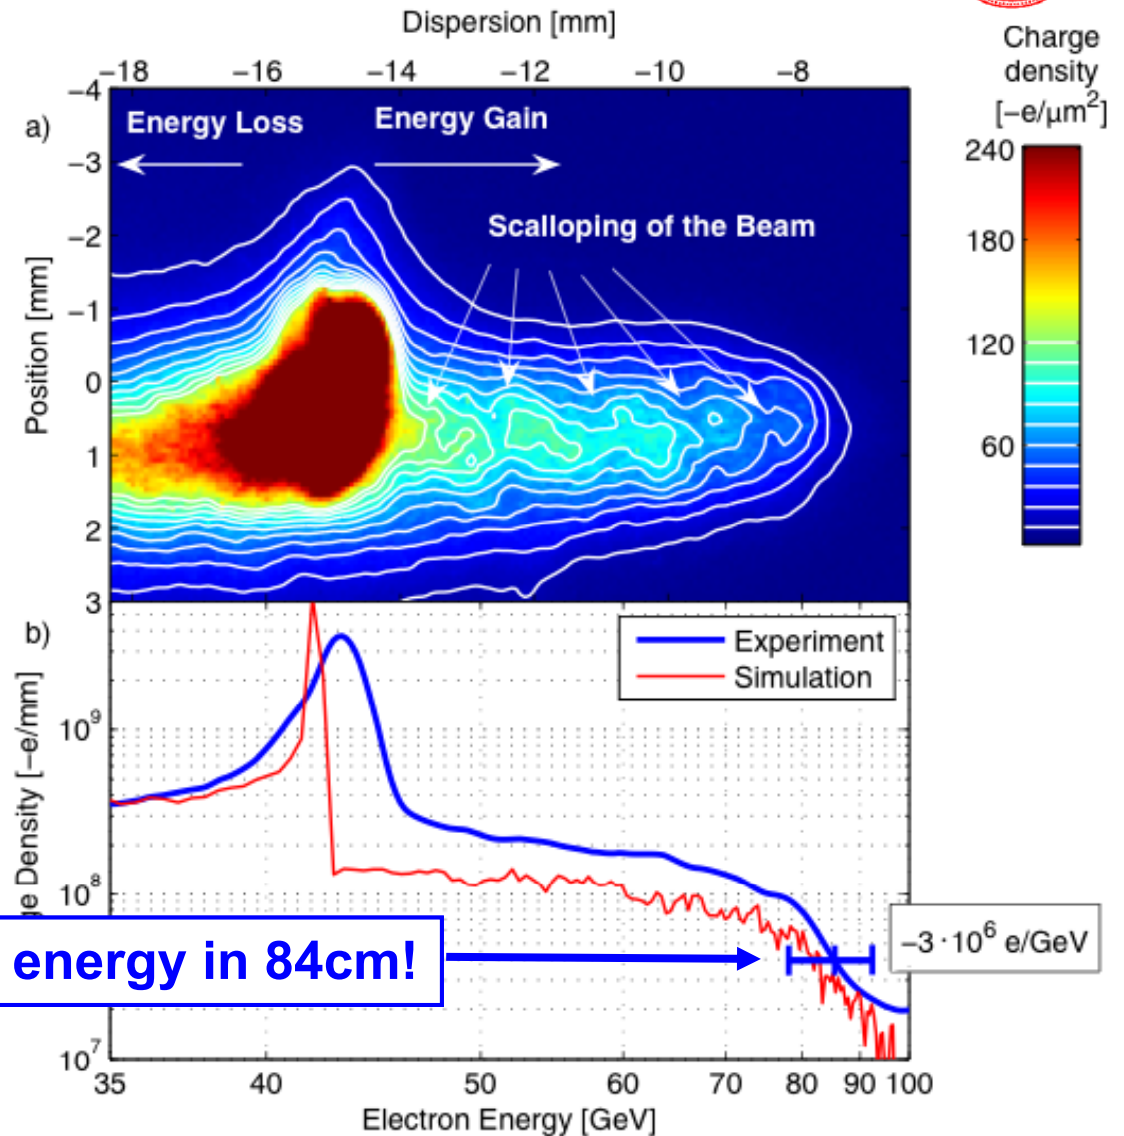 Dispersion [mm]
−18 −16 −14 −12 −10 −8
Charge
density
[−e/μm²]
a)
Energy Loss
Energy Gain
Scalloping of the Beam
Position [mm]
−4
−3
−2
−1
0
1
2
3
240
180
120
60
b)
Experiment
Simulation
Density [−e/mm]
10⁹
10⁸
10⁷
energy in 84cm!
−3·10⁶ e/GeV
35 40 50 60 70 80 90 100
Electron Energy [GeV]